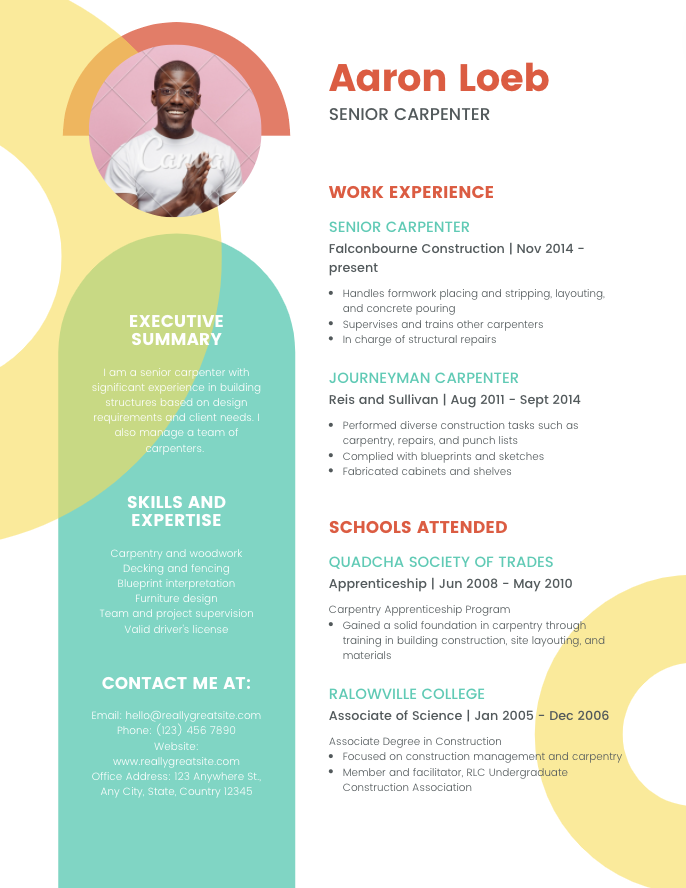 Aaron Loeb
SENIOR CARPENTER
Canva
EXECUTIVE
SUMMARY
I am a senior carpenter with
significant experience in building
structures based on design
requirements and client needs. I
also manage a team of
carpenters.
SKILLS AND
EXPERTISE
Carpentry and woodwork
Decking and fencing
Blueprint interpretation
Furniture design
Team and project supervision
Valid driver's license
CONTACT ME AT:
Email: hello@reallygreatsite.com
Phone: (123) 456 7890
Website:
www.reallygreatsite.com
Office Address: 123 Anywhere St.,
Any City, State, Country 12345
WORK EXPERIENCE
SENIOR CARPENTER
Falconbourne Construction | Nov 2014 -
present
• Handles formwork placing and stripping, layouting,
and concrete pouring
• Supervises and trains other carpenters
• In charge of structural repairs
JOURNEYMAN CARPENTER
Reis and Sullivan | Aug 2011 - Sept 2014
• Performed diverse construction tasks such as
carpentry, repairs, and punch lists
• Complied with blueprints and sketches
• Fabricated cabinets and shelves
SCHOOLS ATTENDED
QUADCHA SOCIETY OF TRADES
Apprenticeship | Jun 2008 - May 2010
Carpentry Apprenticeship Program
• Gained a solid foundation in carpentry through
training in building construction, site layouting, and
materials
RALOWVILLE COLLEGE
Associate of Science | Jan 2005 - Dec 2006
Associate Degree in Construction
• Focused on construction management and carpentry
• Member and facilitator, RLC Undergraduate
Construction Association